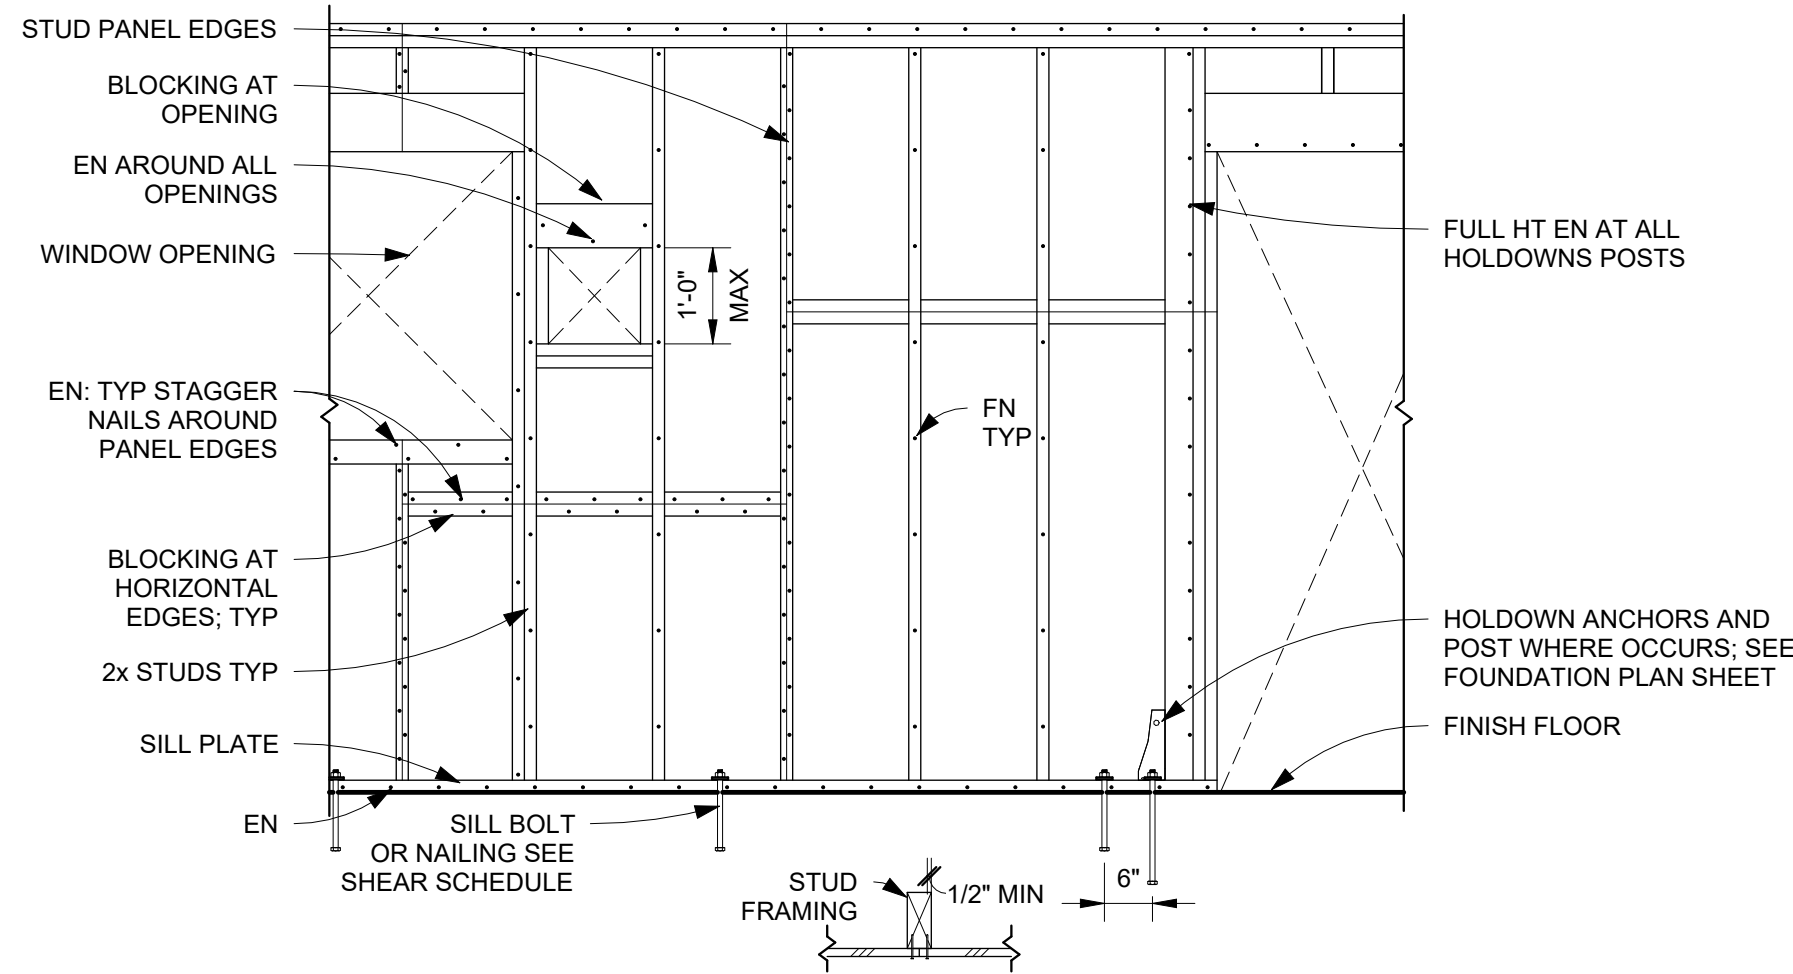 STUD PANEL EDGES
BLOCKING AT
OPENING
EN AROUND ALL
OPENINGS
WINDOW OPENING
EN: TYP STAGGER
NAILS AROUND
PANEL EDGES
BLOCKING AT
HORIZONTAL
EDGES; TYP
2x STUDS TYP
SILL PLATE
EN
SILL BOLT
OR NAILING SEE
SHEAR SCHEDULE
1'-0"
MAX
FN
TYP
FULL HT EN AT ALL
HOLDOWNS POSTS
HOLDOWN ANCHORS AND
POST WHERE OCCURS; SEE
FOUNDATION PLAN SHEET
FINISH FLOOR
STUD
FRAMING
1/2" MIN
6"